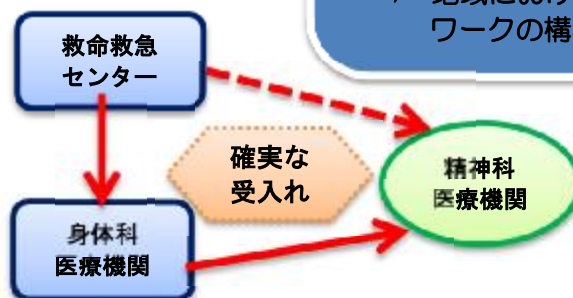 ワークの構
救命救急
センター
確実な
受入れ
精神科
医療機関
身体科
医療機関